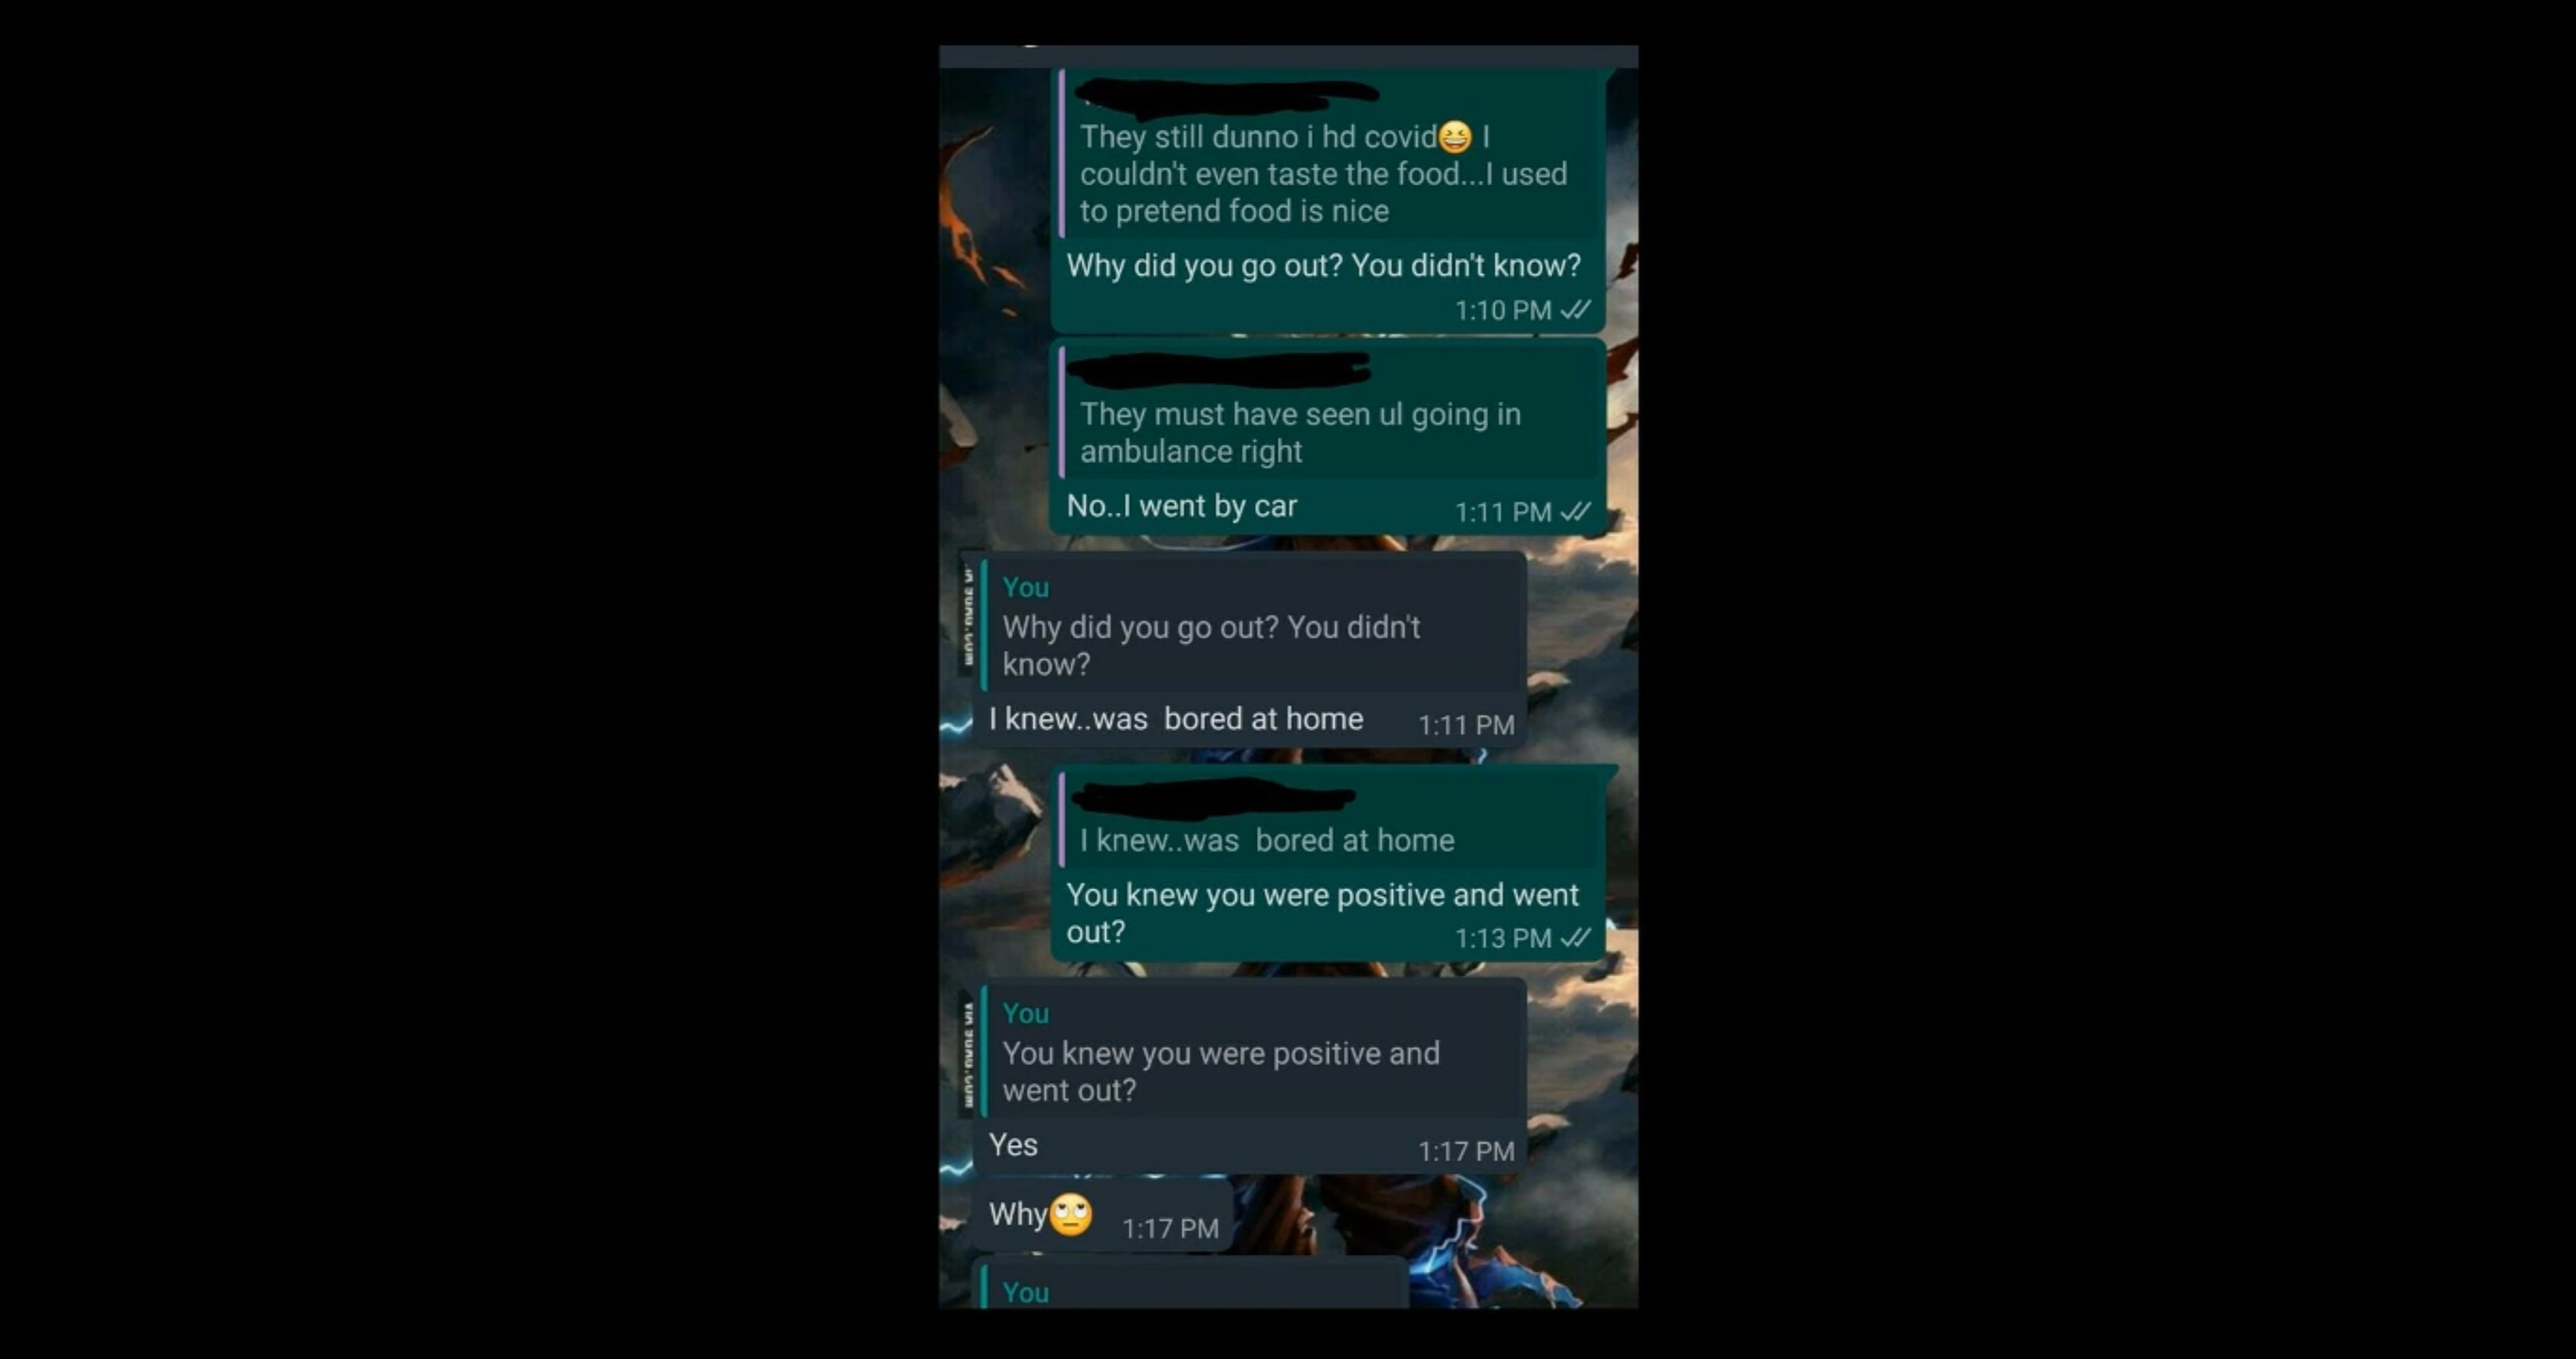 They still dunno i hd covid😆 I
couldn't even taste the food...I used
to pretend food is nice
Why did you go out? You didn't know?
1:10 PM
They must have seen ul going in
ambulance right
No..I went by car 1:11 PM
You
Why did you go out? You didn't
know?
I knew..was bored at home 1:11 PM
I knew..was bored at home
You knew you were positive and went
out? 1:13 PM
You
You knew you were positive and
went out?
Yes 1:17 PM
Why🙄 1:17 PM
You